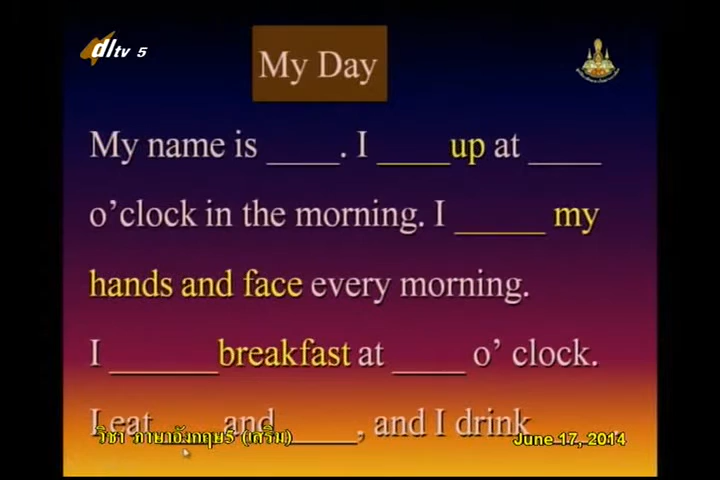 dltv 5
My Day
My name is ____. I ____up at ____
o'clock in the morning. I _____ my
hands and face every morning.
I ______breakfast at ____ o' clock.
I eat ____ and ____, and I drink ____.
วิชา ภาษาอังกฤษ5 (เสริม)
June 17, 2014